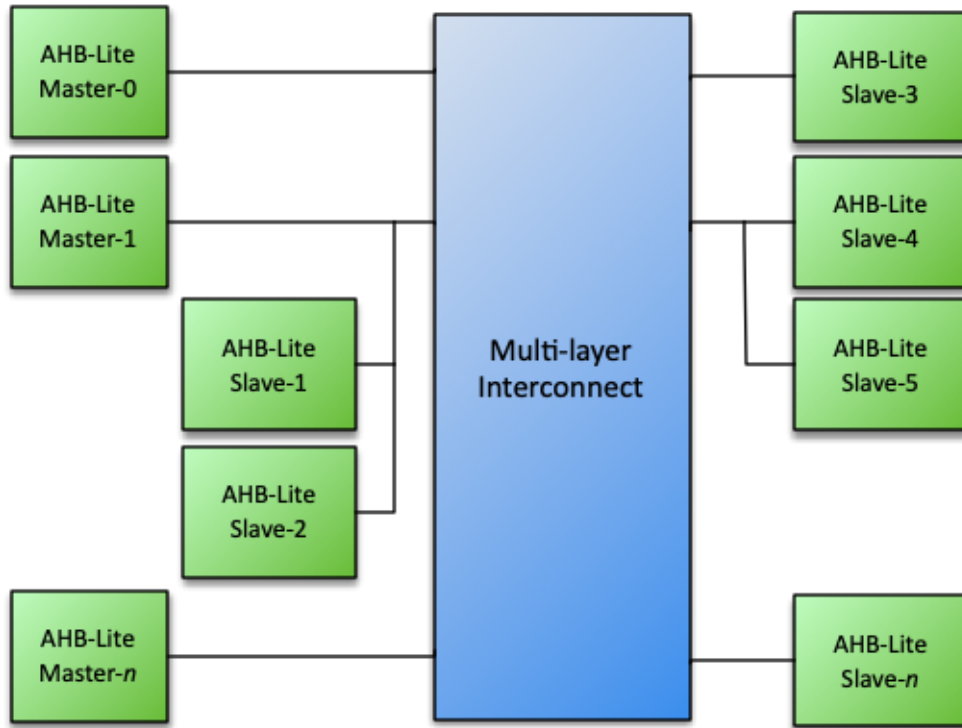 AHB-Lite
Master-0
AHB-Lite
Master-1
AHB-Lite
Slave-1
AHB-Lite
Slave-2
AHB-Lite
Master-n
Multi-layer
Interconnect
AHB-Lite
Slave-3
AHB-Lite
Slave-4
AHB-Lite
Slave-5
AHB-Lite
Slave-n